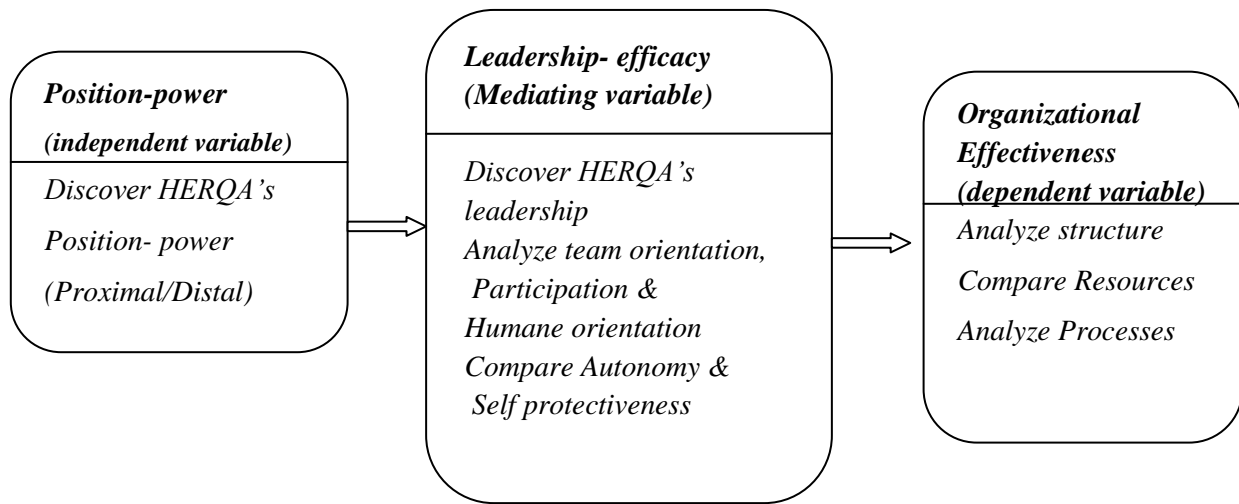 Position-power
(independent variable)
Discover HERQA’s
Position- power
(Proximal/Distal)
Leadership- efficacy
(Mediating variable)
Discover HERQA’s
leadership
Analyze team orientation,
Participation &
Humane orientation
Compare Autonomy &
Self protectiveness
Organizational
Effectiveness
(dependent variable)
Analyze structure
Compare Resources
Analyze Processes